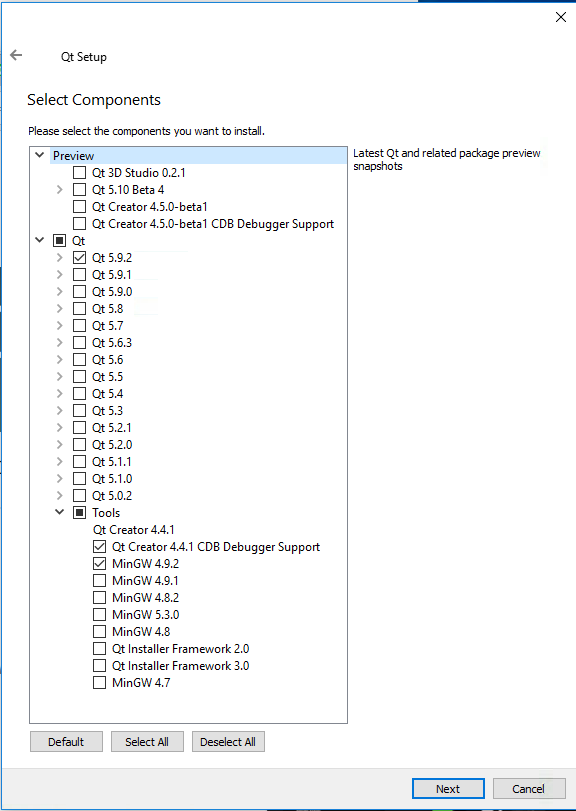 Qt Setup
Select Components
Please select the components you want to install.
Preview
Latest Qt and related package preview
snapshots
Qt 3D Studio 0.2.1
Qt 5.10 Beta 4
Qt Creator 4.5.0-beta1
Qt Creator 4.5.0-beta1 CDB Debugger Support
Qt
Qt 5.9.2
Qt 5.9.1
Qt 5.9.0
Qt 5.8
Qt 5.7
Qt 5.6.3
Qt 5.6
Qt 5.5
Qt 5.4
Qt 5.3
Qt 5.2.1
Qt 5.2.0
Qt 5.1.1
Qt 5.1.0
Qt 5.0.2
Tools
Qt Creator 4.4.1
Qt Creator 4.4.1 CDB Debugger Support
MinGW 4.9.2
MinGW 4.9.1
MinGW 4.8.2
MinGW 5.3.0
MinGW 4.8
Qt Installer Framework 2.0
Qt Installer Framework 3.0
MinGW 4.7
Default
Select All
Deselect All
Next
Cancel